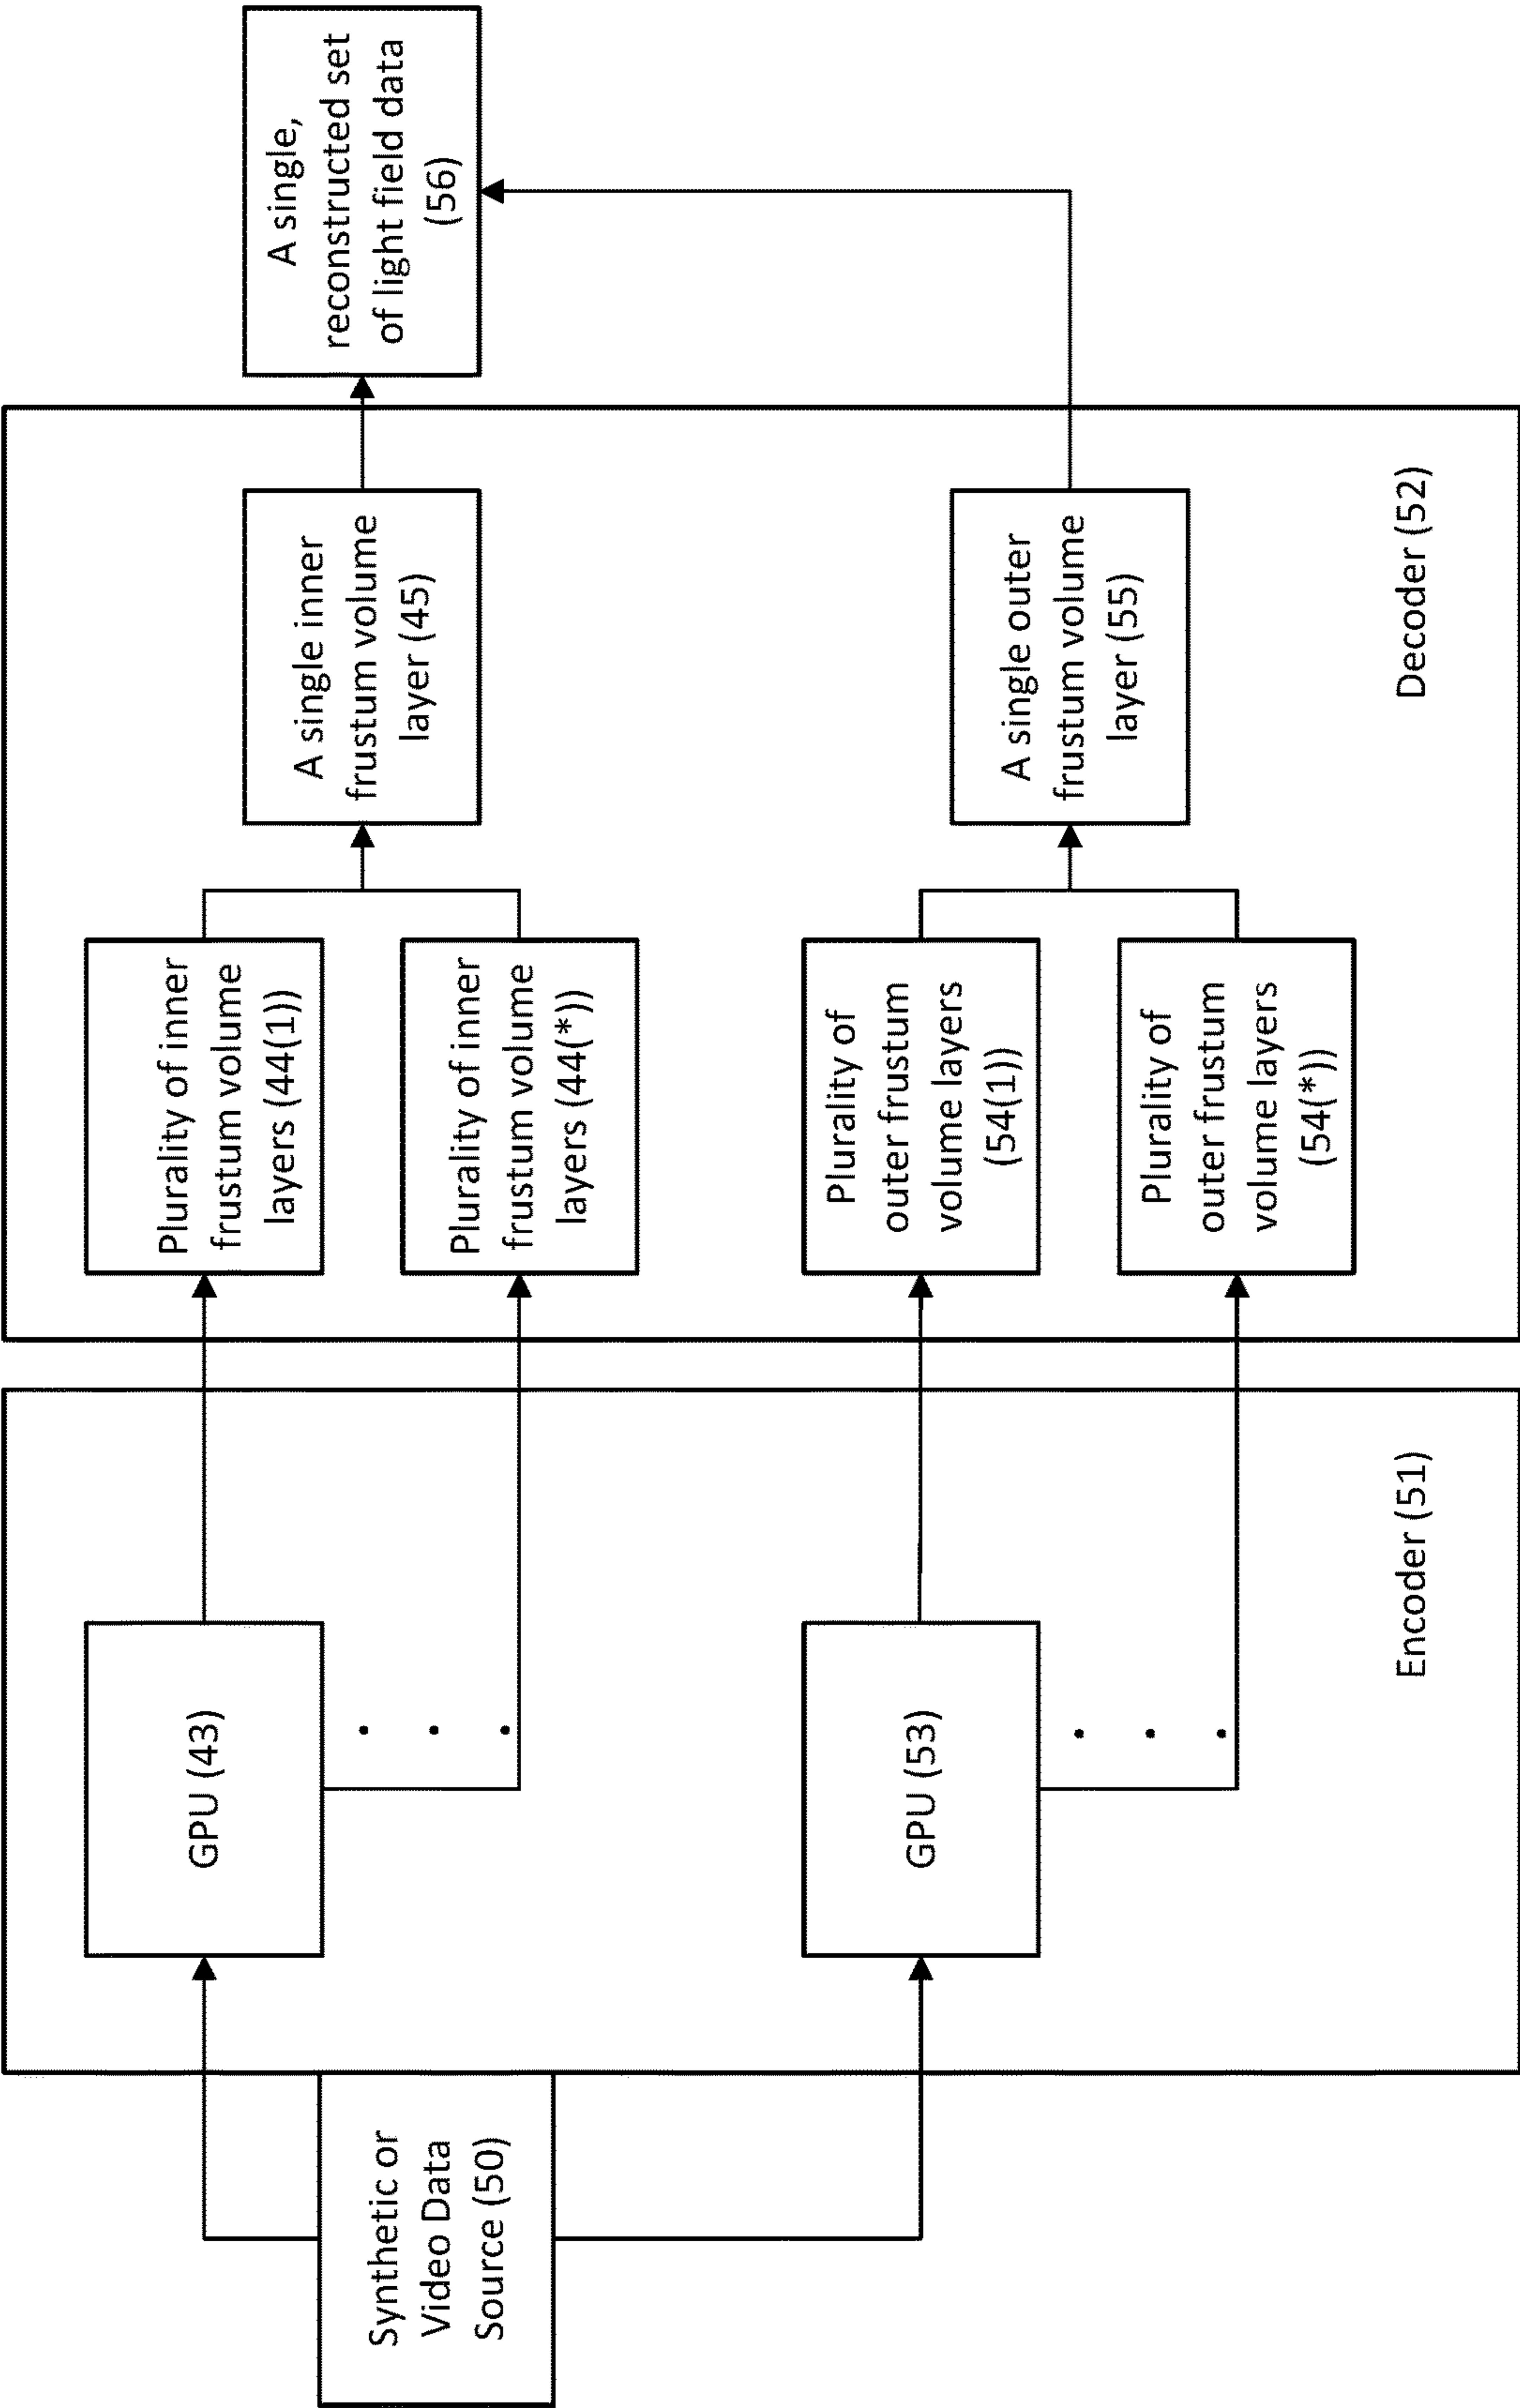 Synthetic or
Video Data
Source (50)
GPU (43)
GPU (53)
Encoder (51)
Plurality of inner
frustum volume
layers (44(1))
Plurality of inner
frustum volume
layers (44(*))
Plurality of
outer frustum
volume layers
(54(1))
Plurality of
outer frustum
volume layers
(54(*))
A single inner
frustum volume
layer (45)
A single outer
frustum volume
layer (55)
Decoder (52)
A single,
reconstructed set
of light field data
(56)